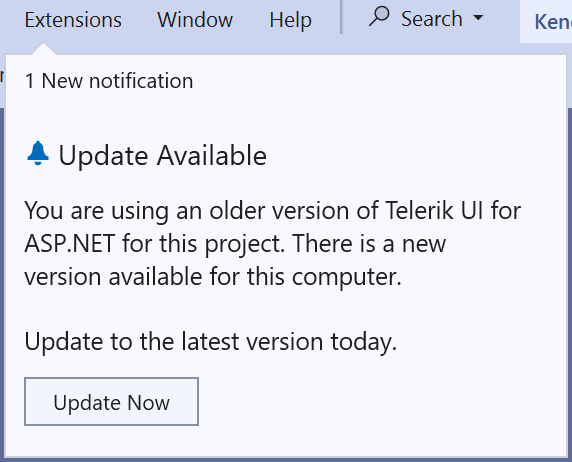 Extensions Window Help Search Ken
1 New notification
Update Available
You are using an older version of Telerik UI for
ASP.NET for this project. There is a new
version available for this computer.
Update to the latest version today.
Update Now